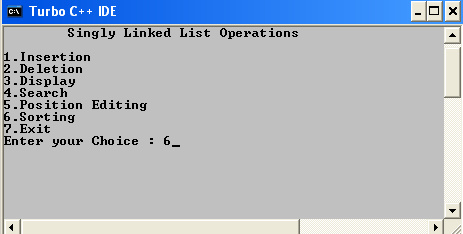 Turbo C++ IDE
Singly Linked List Operations
1.Insertion
2.Deletion
3.Display
4.Search
5.Position Editing
6.Sorting
7.Exit
Enter your Choice : 6_